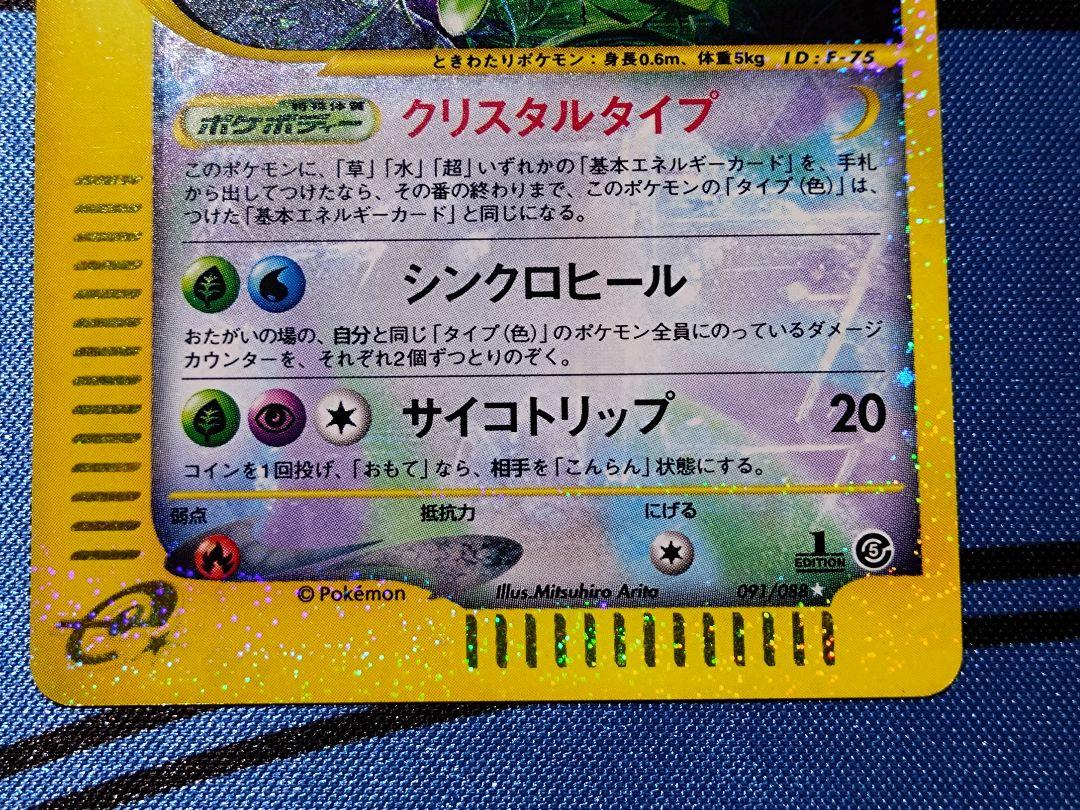 ときわたりポケモン：身長0.6m、体重5kg ID:F-75
特殊体質
ポケボディー クリスタルタイプ
このポケモンに、「草」「水」「超」いずれかの「基本エネルギーカード」を、手札
から出してつけたなら、その番の終わりまで、このポケモンの「タイプ（色）」は、
つけた「基本エネルギーカード」と同じになる。
シンクロヒール
おたがいの場の、自分と同じ「タイプ（色）」のポケモン全員にのっているダメージ
カウンターを、それぞれ2個ずつとりのぞく。
サイコトリップ 20
コインを1回投げ、「おもて」なら、相手を「こんらん」状態にする。
弱点 抵抗力 にげる
1 EDITION 5
© Pokémon Illus. Mitsuhiro Arita 091/088 ★
e